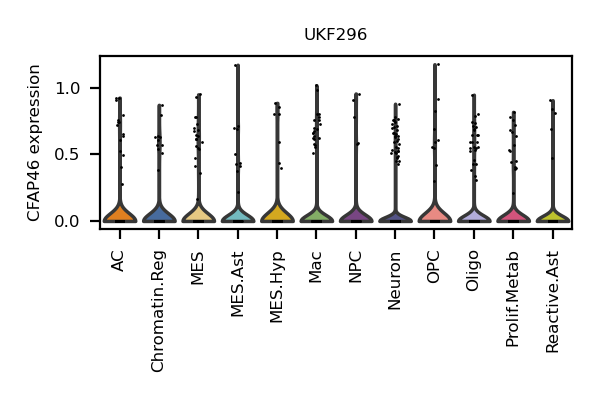 UKF296
CFAP46 expression
1.0
0.5
0.0
AC
Chromatin.Reg
MES
MES.Ast
MES.Hyp
Mac
NPC
Neuron
OPC
Oligo
Prolif.Metab
Reactive.Ast